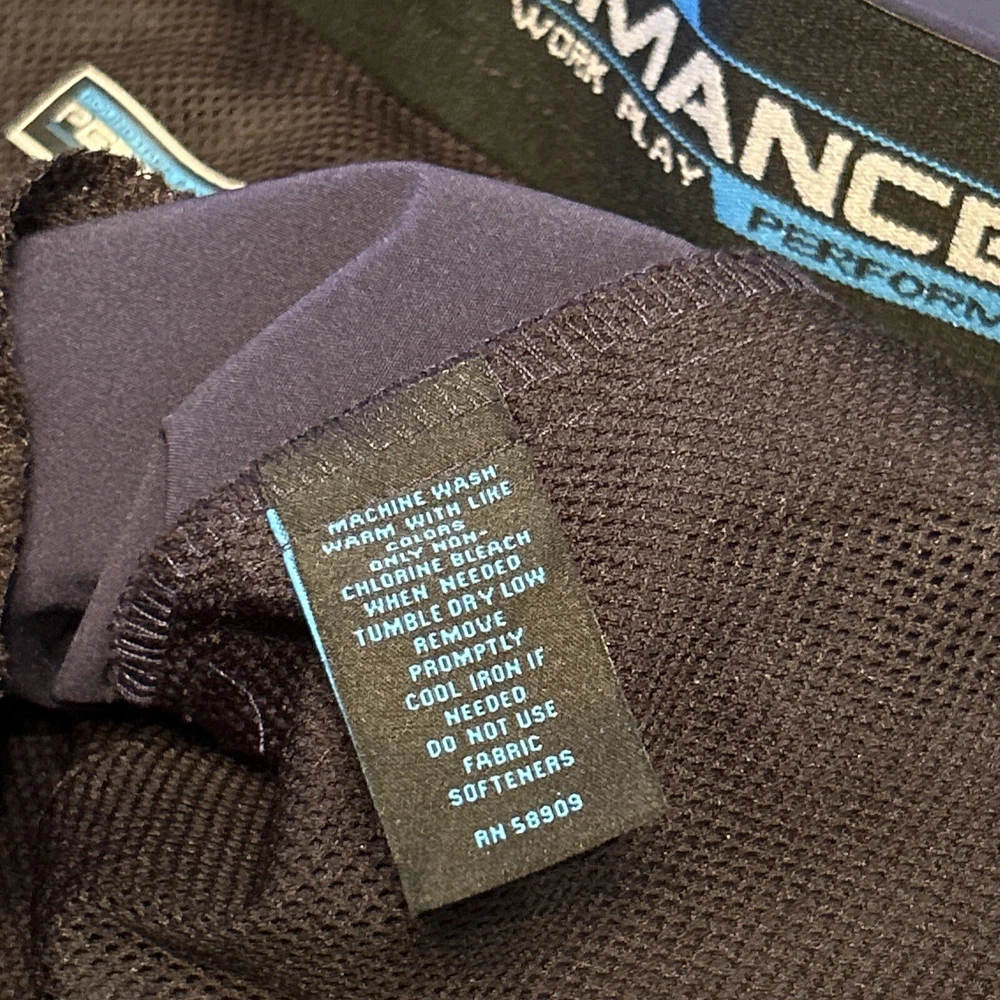 MANCE
WORK PLAY
PERFORM
MACHINE WASH
WARM WITH LIKE
COLORS
ONLY NON-
CHLORINE BLEACH
WHEN NEEDED
TUMBLE DRY LOW
REMOVE
PROMPTLY
COOL IRON IF
NEEDED
DO NOT USE
FABRIC
SOFTENERS
RN 58909